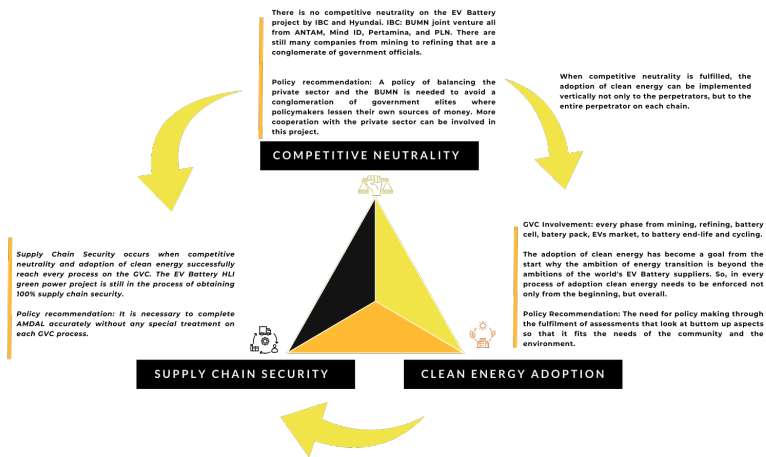 There is no competitive neutrality on the EV Battery
project by IBC and Hyundai. IBC: BUMN joint venture all
from ANTAM, Mind ID, Pertamina, and PLN. There are
still many companies from mining to refining that are a
conglomerate of government officials.
Policy recommendation: A policy of balancing the
private sector and the BUMN is needed to avoid a
conglomeration of government elites where
policymakers lessen their own sources of money. More
cooperation with the private sector can be involved in
this project.
COMPETITIVE NEUTRALITY
When competitive neutrality is fulfilled, the
adoption of clean energy can be implemented
vertically not only to the perpetrators, but to the
entire perpetrator on each chain.
Supply Chain Security occurs when competitive
neutrality and adoption of clean energy successfully
reach every process on the GVC. The EV Battery HLI
green power project is still in the process of obtaining
100% supply chain security.
Policy recommendation: It is necessary to complete
AMDAL accurately without any special treatment on
each GVC process.
GVC Involvement: every phase from mining, refining, battery
cell, batery pack, EVs market, to battery end-life and cycling.
The adoption of clean energy has become a goal from the
start why the ambition of energy transition is beyond the
ambitions of the world's EV Battery suppliers. So, in every
process of adoption clean energy needs to be enforced not
only from the beginning, but overall.
Policy Recommendation: The need for policy making through
the fulfilment of assessments that look at buttom up aspects
so that it fits the needs of the community and the
environment.
SUPPLY CHAIN SECURITY
CLEAN ENERGY ADOPTION